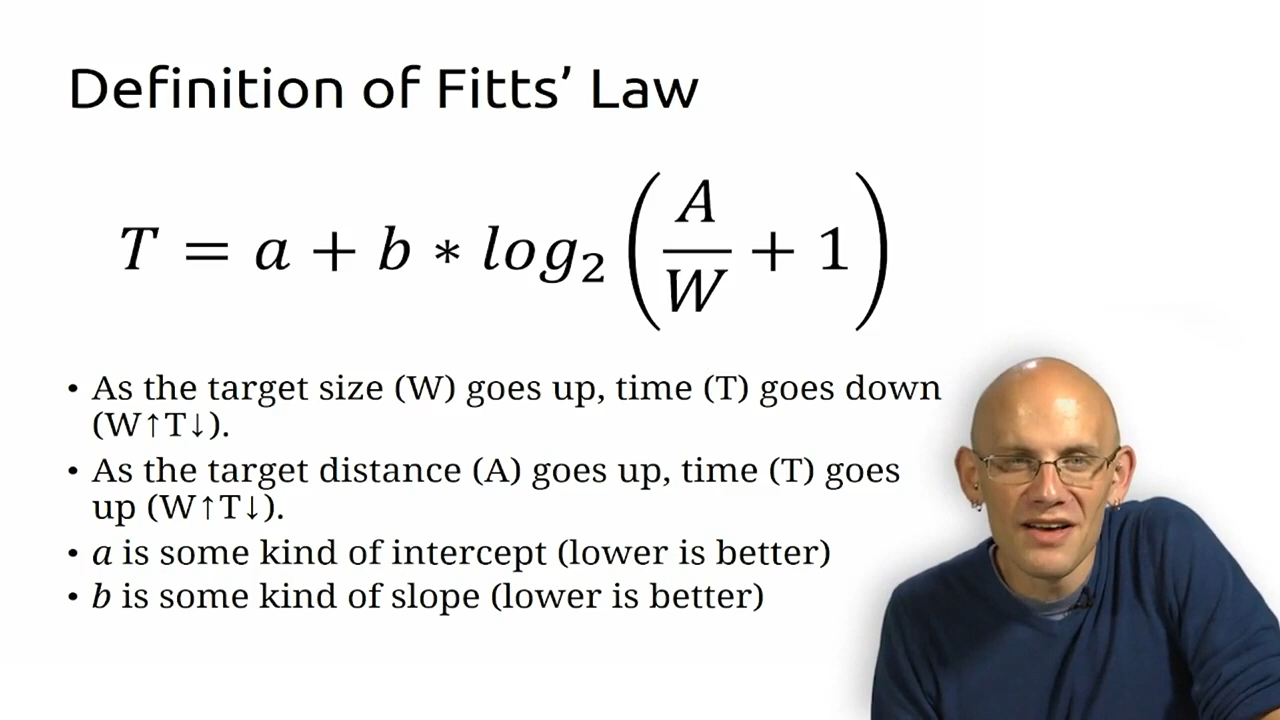 Definition of Fitts’ Law
T = a + b * log₂ (A/W + 1)
• As the target size (W) goes up, time (T) goes down
(W↑T↓).
• As the target distance (A) goes up, time (T) goes
up (W↑T↓).
• a is some kind of intercept (lower is better)
• b is some kind of slope (lower is better)